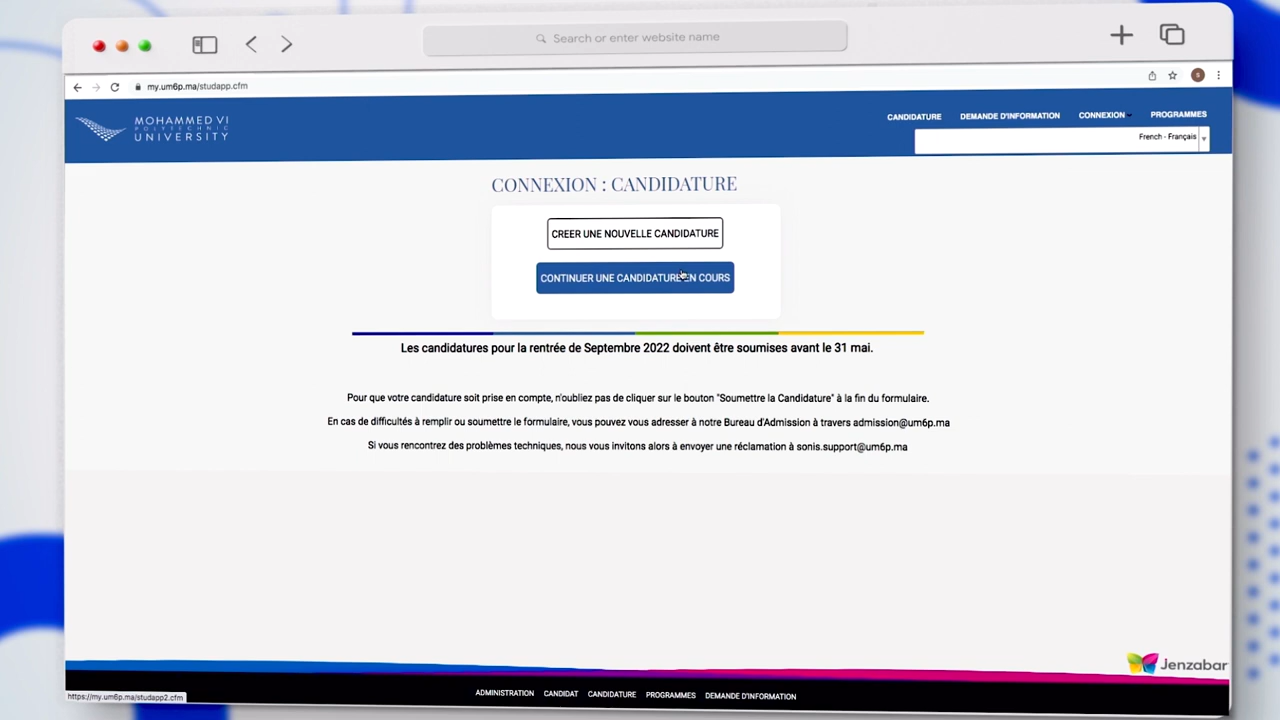 Search or enter website name
my.um6p.ma/studapp.cfm
S
MOHAMMED VI
POLYTECHNIC
UNIVERSITY
CANDIDATURE DEMANDE D'INFORMATION CONNEXION PROGRAMMES
French - Français
CONNEXION : CANDIDATURE
CREER UNE NOUVELLE CANDIDATURE
CONTINUER UNE CANDIDATURE EN COURS
Les candidatures pour la rentrée de Septembre 2022 doivent être soumises avant le 31 mai.
Pour que votre candidature soit prise en compte, n'oubliez pas de cliquer sur le bouton "Soumettre la Candidature" à la fin du formulaire.
En cas de difficultés à remplir ou soumettre le formulaire, vous pouvez vous adresser à notre Bureau d'Admission à travers admission@um6p.ma
Si vous rencontrez des problèmes techniques, nous vous invitons alors à envoyer une réclamation à sonis.support@um6p.ma
Jenzabar
https://my.um6p.ma/studapp2.cfm
ADMINISTRATION CANDIDAT CANDIDATURE PROGRAMMES DEMANDE D'INFORMATION